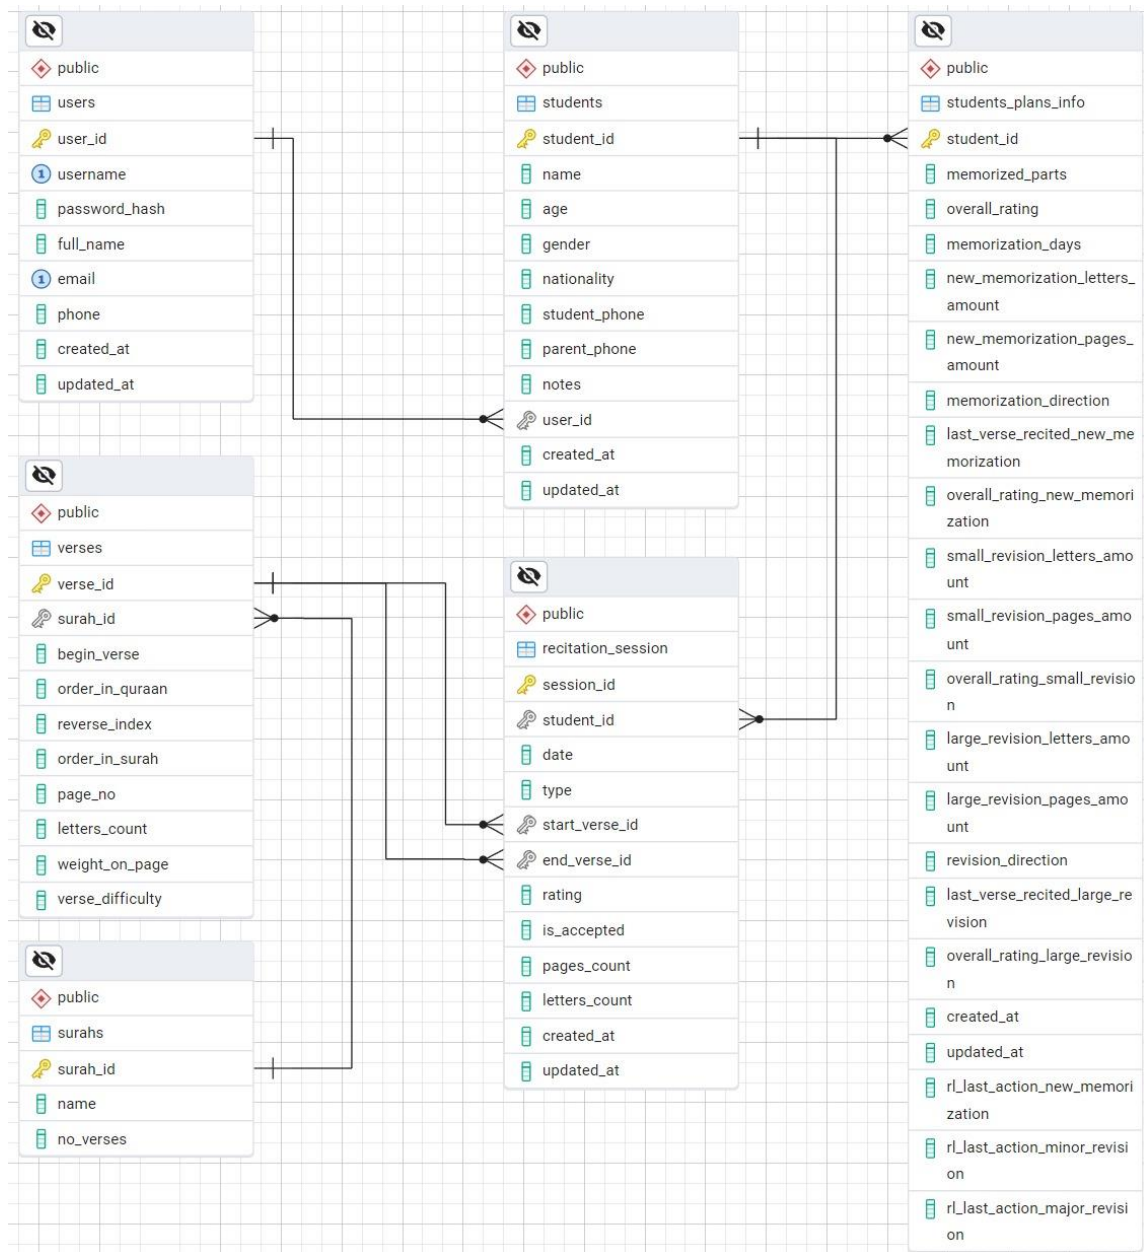 public
users
user_id
username
password_hash
full_name
email
phone
created_at
updated_at
public
students
student_id
name
age
gender
nationality
student_phone
parent_phone
notes
user_id
created_at
updated_at
public
students_plans_info
student_id
memorized_parts
overall_rating
memorization_days
new_memorization_letters_
amount
new_memorization_pages_
amount
memorization_direction
last_verse_recited_new_me
morization
overall_rating_new_memori
zation
small_revision_letters_amo
unt
small_revision_pages_amo
unt
overall_rating_small_revisio
n
large_revision_letters_amo
unt
large_revision_pages_amo
unt
revision_direction
last_verse_recited_large_re
vision
overall_rating_large_revisio
n
created_at
updated_at
rl_last_action_new_memori
zation
rl_last_action_minor_revisi
on
rl_last_action_major_revisi
on
public
verses
verse_id
surah_id
begin_verse
order_in_quraan
reverse_index
order_in_surah
page_no
letters_count
weight_on_page
verse_difficulty
public
recitation_session
session_id
student_id
date
type
start_verse_id
end_verse_id
rating
is_accepted
pages_count
letters_count
created_at
updated_at
public
surahs
surah_id
name
no_verses